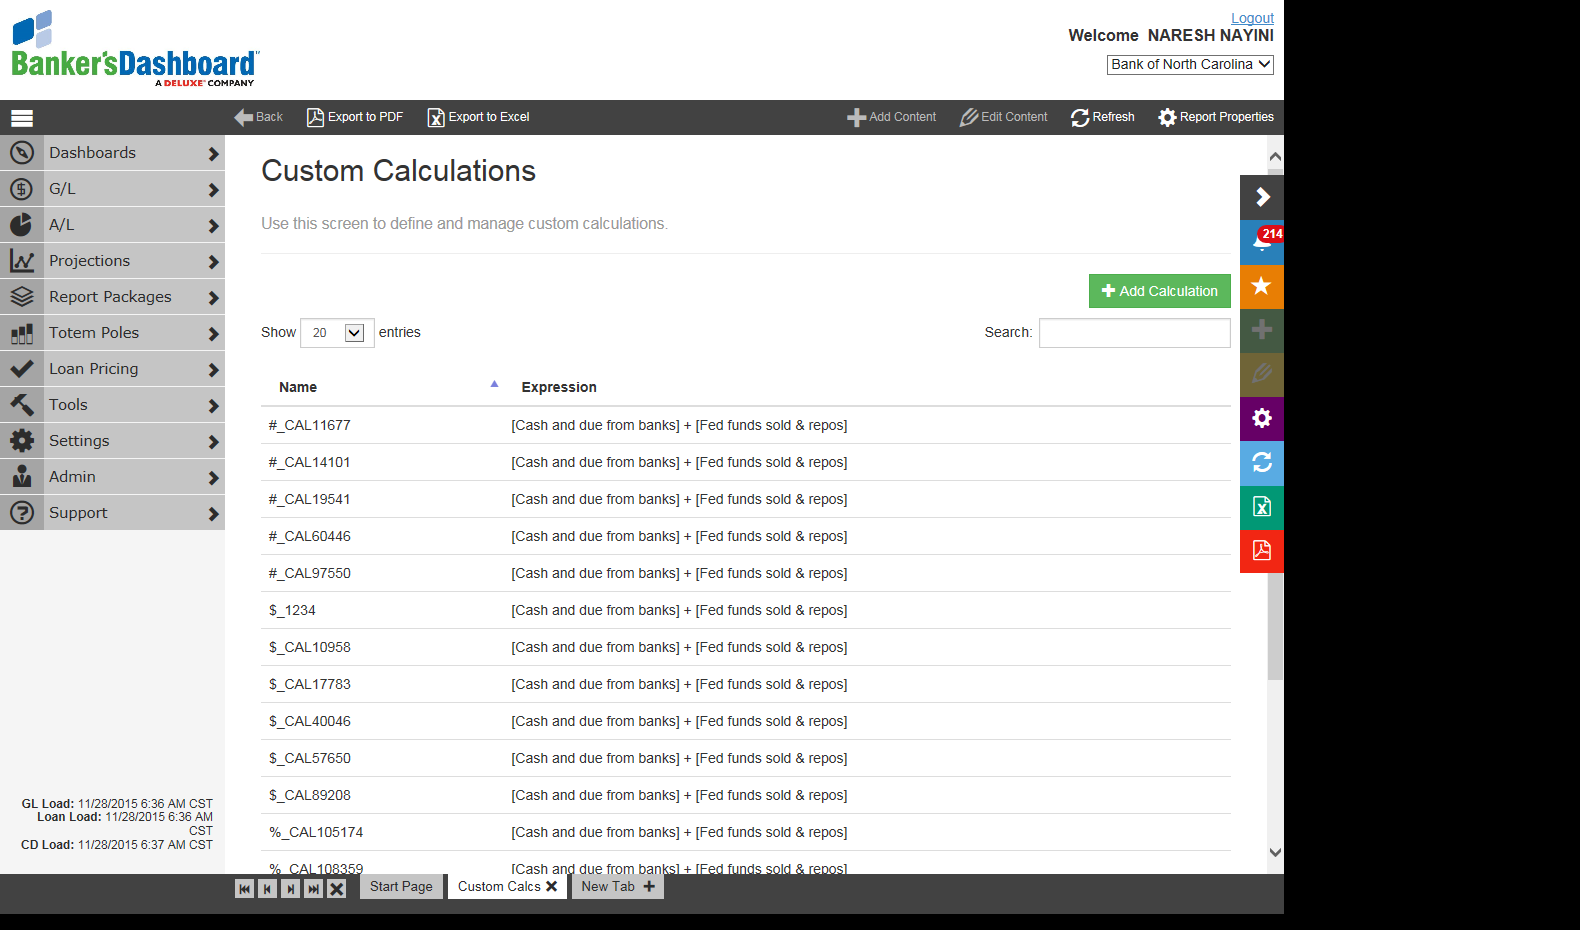 Banker'sDashboard
A DELUXE COMPANY
Logout
Welcome NARESH NAYINI
Bank of North Carolina
Back
Export to PDF
Export to Excel
Add Content
Edit Content
Refresh
Report Properties
Dashboards
G/L
A/L
Projections
Report Packages
Totem Poles
Loan Pricing
Tools
Settings
Admin
Support
GL Load: 11/28/2015 6:36 AM CST
Loan Load: 11/28/2015 6:36 AM
CST
CD Load: 11/28/2015 6:37 AM CST
Custom Calculations
Use this screen to define and manage custom calculations.
214
Add Calculation
Show 20 entries
Search:
Name Expression
#_CAL11677 [Cash and due from banks] + [Fed funds sold & repos]
#_CAL14101 [Cash and due from banks] + [Fed funds sold & repos]
#_CAL19541 [Cash and due from banks] + [Fed funds sold & repos]
#_CAL60446 [Cash and due from banks] + [Fed funds sold & repos]
#_CAL97550 [Cash and due from banks] + [Fed funds sold & repos]
$_1234 [Cash and due from banks] + [Fed funds sold & repos]
$_CAL10958 [Cash and due from banks] + [Fed funds sold & repos]
$_CAL17783 [Cash and due from banks] + [Fed funds sold & repos]
$_CAL40046 [Cash and due from banks] + [Fed funds sold & repos]
$_CAL57650 [Cash and due from banks] + [Fed funds sold & repos]
$_CAL89208 [Cash and due from banks] + [Fed funds sold & repos]
%_CAL105174 [Cash and due from banks] + [Fed funds sold & repos]
%_CAL108359 [Cash and due from banks] + [Fed funds sold & repos]
Start Page
Custom Calcs
New Tab